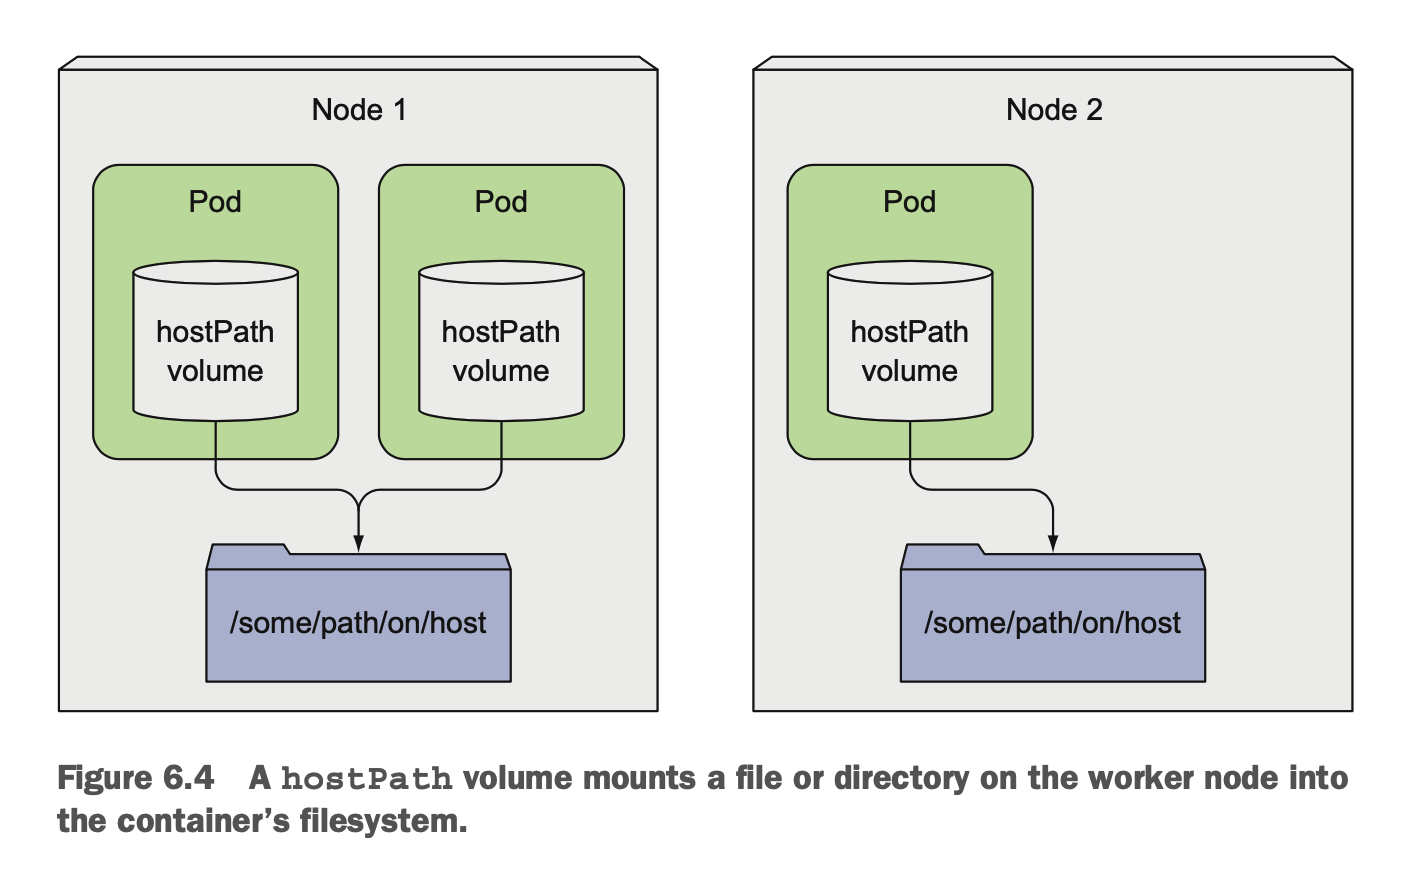 Node 1
Node 2
Pod
Pod
Pod
hostPath
volume
hostPath
volume
hostPath
volume
/some/path/on/host
/some/path/on/host
Figure 6.4 A hostPath volume mounts a file or directory on the worker node into
the container’s filesystem.